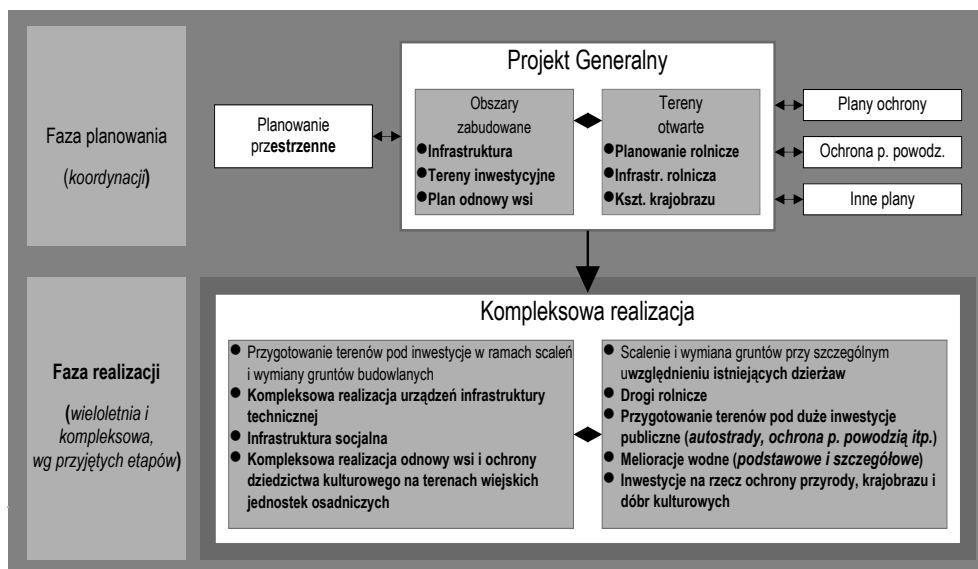 Projekt Generalny
Faza planowania
(koordynacji)
Planowanie
przestrzenne
Obszary
zabudowane
●Infrastruktura
●Tereny inwestycyjne
●Plan odnowy wsi
Tereny
otwarte
●Planowanie rolnicze
●Infrastr. rolnicza
●Kszt. krajobrazu
Plany ochrony
Ochrona p. powodz.
Inne plany
Faza realizacji
(wieloletnia i
kompleksowa,
wg przyjętych etapów)
Kompleksowa realizacja
● Przygotowanie terenów pod inwestycje w ramach scaleń
i wymiany gruntów budowlanych
● Kompleksowa realizacja urządzeń infrastruktury
technicznej
● Infrastruktura socjalna
● Kompleksowa realizacja odnowy wsi i ochrony
dziedzictwa kulturowego na terenach wiejskich
jednostek osadniczych
● Scalenie i wymiana gruntów przy szczególnym
uwzględnieniu istniejących dzierżaw
● Drogi rolnicze
● Przygotowanie terenów pod duże inwestycje
publiczne (autostrady, ochrona p. powodzią itp.)
● Melioracje wodne (podstawowe i szczegółowe)
● Inwestycje na rzecz ochrony przyrody, krajobrazu i
dóbr kulturowych